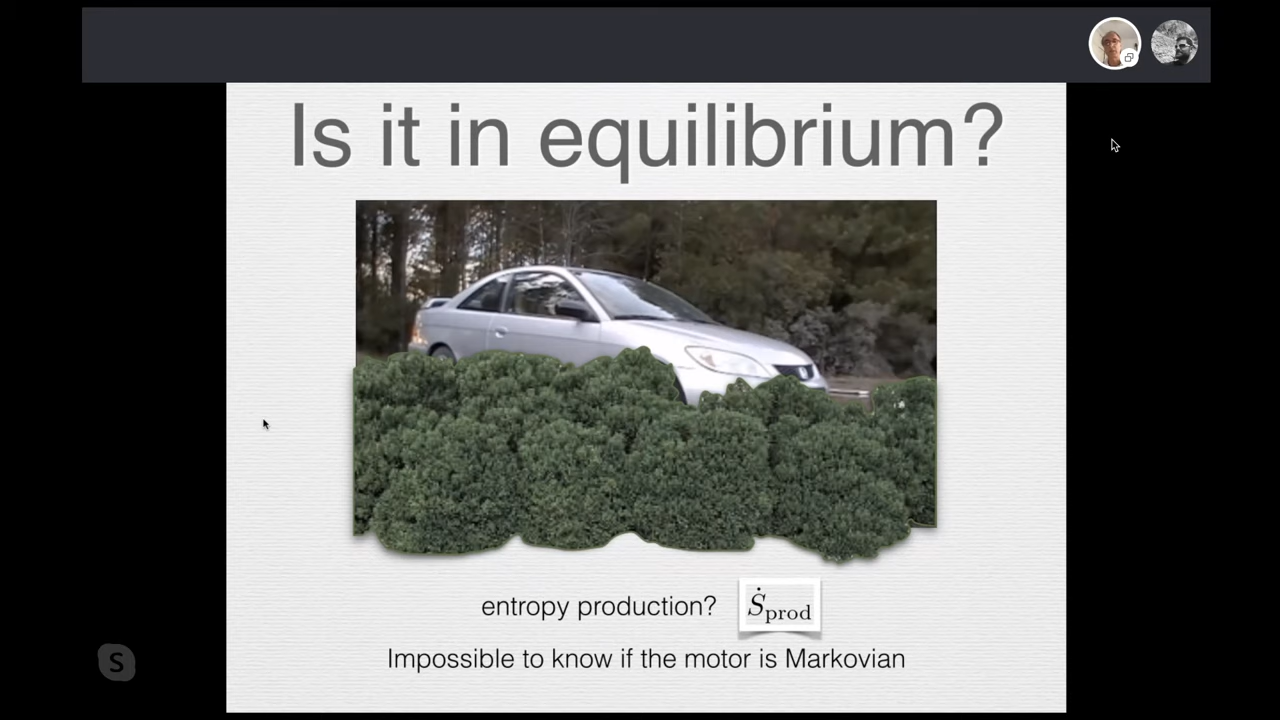 Is it in equilibrium?
entropy production? Ṡprod
Impossible to know if the motor is Markovian
S